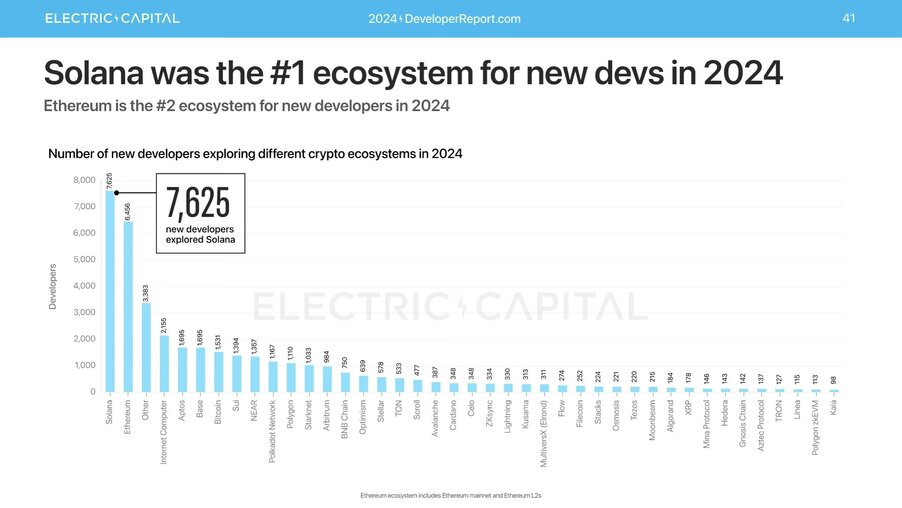 ELECTRIC CAPITAL
2024 DeveloperReport.com
41
Solana was the #1 ecosystem for new devs in 2024
Ethereum is the #2 ecosystem for new developers in 2024
Number of new developers exploring different crypto ecosystems in 2024
Developers
8,000
7,000
6,000
5,000
4,000
3,000
2,000
1,000
0
7,625
new developers
explored Solana
ELECTRIC CAPITAL
7,625
6,456
3,383
2,155
1,695
1,695
1,531
1,394
1,357
1,167
1,110
1,033
984
750
639
578
533
477
387
348
348
334
330
313
311
274
252
224
221
220
215
184
178
146
143
142
137
127
115
113
98
Solana
Ethereum
Other
Internet Computer
Aptos
Base
Bitcoin
Sui
NEAR
Polkadot Network
Polygon
Starknet
Arbitrum
BNB Chain
Optimism
Stellar
TON
Scroll
Avalanche
Cardano
Celo
ZKsync
Lightning
Kusama
MultiversX (Elrond)
Flow
Filecoin
Stacks
Osmosis
Tezos
Moonbeam
Algorand
XRP
Mina Protocol
Hedera
Gnosis Chain
Aztec Protocol
TRON
Linea
Polygon zkEVM
Kaia
Ethereum ecosystem includes Ethereum mainnet and Ethereum L2s